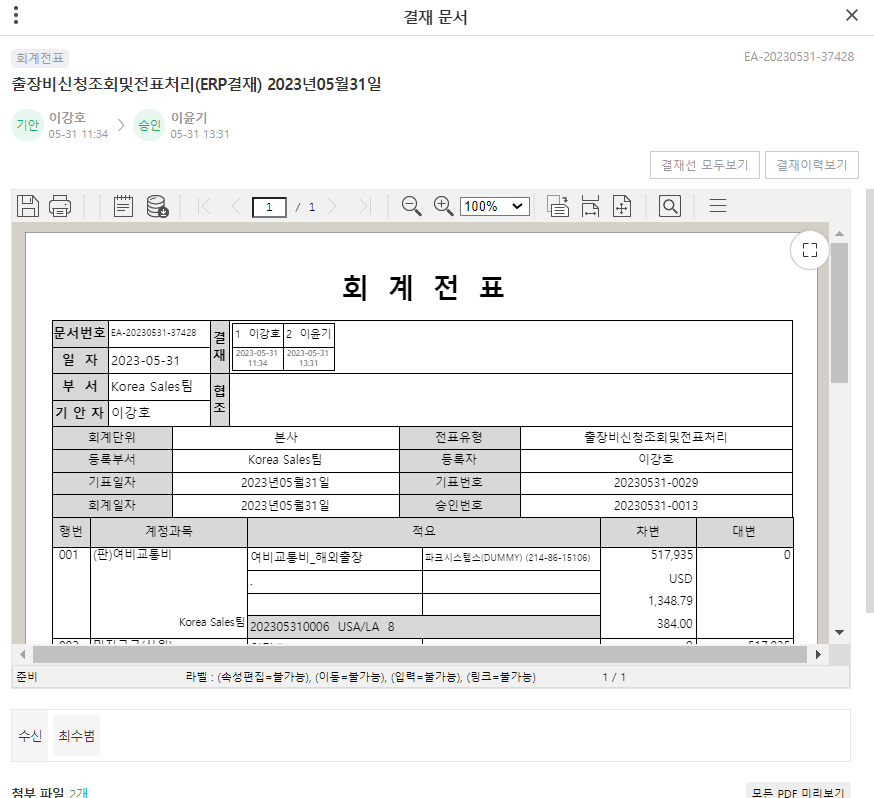 결재 문서
회계전표 EA-20230531-37428
출장비신청조회및전표처리(ERP결재) 2023년05월31일
기안 이강호 05-31 11:34 승인 이윤기 05-31 13:31
결재선 모두보기 결재이력보기
1 / 1 100%
회 계 전 표
문서번호 EA-20230531-37428 결재 1 이강호 2 이윤기
일 자 2023-05-31 2023-05-31 11:34 2023-05-31 13:31
부 서 Korea Sales팀 협조
기 안 자 이강호
회계단위 본사 전표유형 출장비신청조회및전표처리
등록부서 Korea Sales팀 등록자 이강호
기표일자 2023년05월31일 기표번호 20230531-0029
회계일자 2023년05월31일 승인번호 20230531-0013
행번 계정과목 적요 차변 대변
001 (판)여비교통비 여비교통비_해외출장 파크시스템스(DUMMY) (214-86-15106) 517,935 0
. USD
1,348.79
Korea Sales팀 202305310006 USA/LA 8 384.00
준비 라벨 : (속성편집=불가능), (이동=불가능), (입력=불가능), (링크=불가능) 1 / 1
수신 최수범
첨부 파일 2개 모든 PDF 미리보기